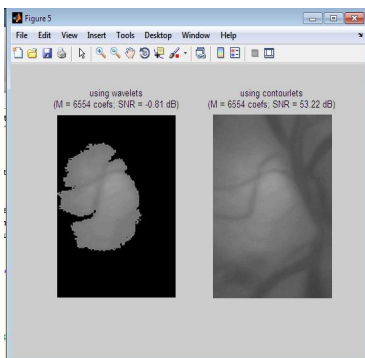 Figure 5
File Edit View Insert Tools Desktop Window Help
using wavelets
(M = 6554 coefs; SNR = -0.81 dB)
using contourlets
(M = 6554 coefs; SNR = 53.22 dB)